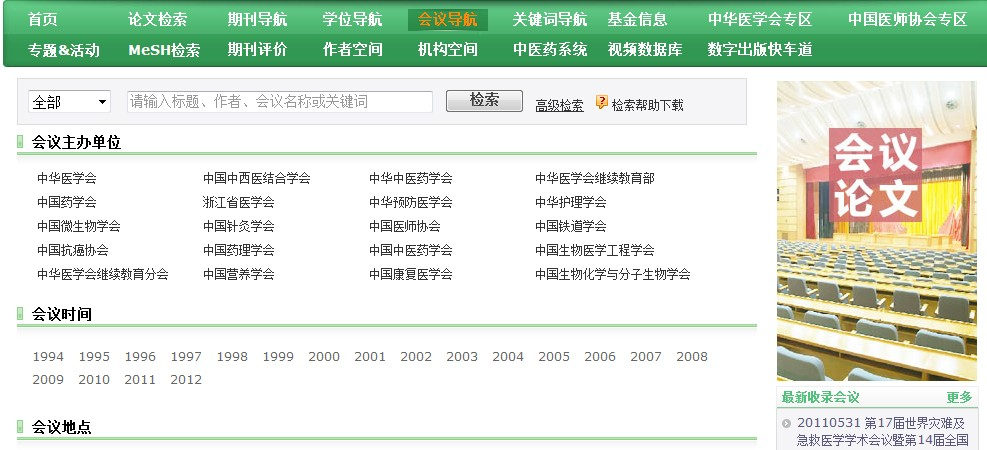 首页 论文检索 期刊导航 学位导航 会议导航 关键词导航 基金信息 中华医学会专区 中国医师协会专区
专题&活动 MeSH检索 期刊评价 作者空间 机构空间 中医药系统 视频数据库 数字出版快车道
全部 请输入标题、作者、会议名称或关键词 检索 高级检索 ? 检索帮助下载
会议主办单位
中华医学会 中国中西医结合学会 中华中医药学会 中华医学会继续教育部
中国药学会 浙江省医学会 中华预防医学会 中华护理学会
中国微生物学会 中国针灸学会 中国医师协会 中国铁道学会
中国抗癌协会 中国药理学会 中国中医药学会 中国生物医学工程学会
中华医学会继续教育分会 中国营养学会 中国康复医学会 中国生物化学与分子生物学会
会议时间
1994 1995 1996 1997 1998 1999 2000 2001 2002 2003 2004 2005 2006 2007 2008
2009 2010 2011 2012
会议地点
会议
论文
最新收录会议 更多
20110531 第17届世界灾难及
急救医学学术会议暨第14届全国